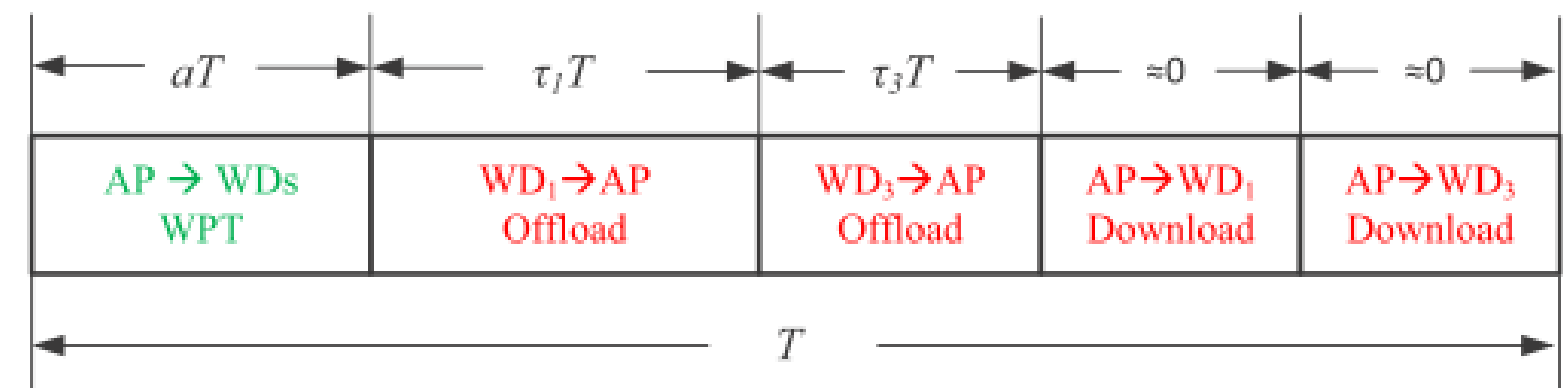 aT τ₁T τ₃T ≈0 ≈0
AP → WDs WD₁→AP WD₃→AP AP→WD₁ AP→WD₃
WPT Offload Offload Download Download
T